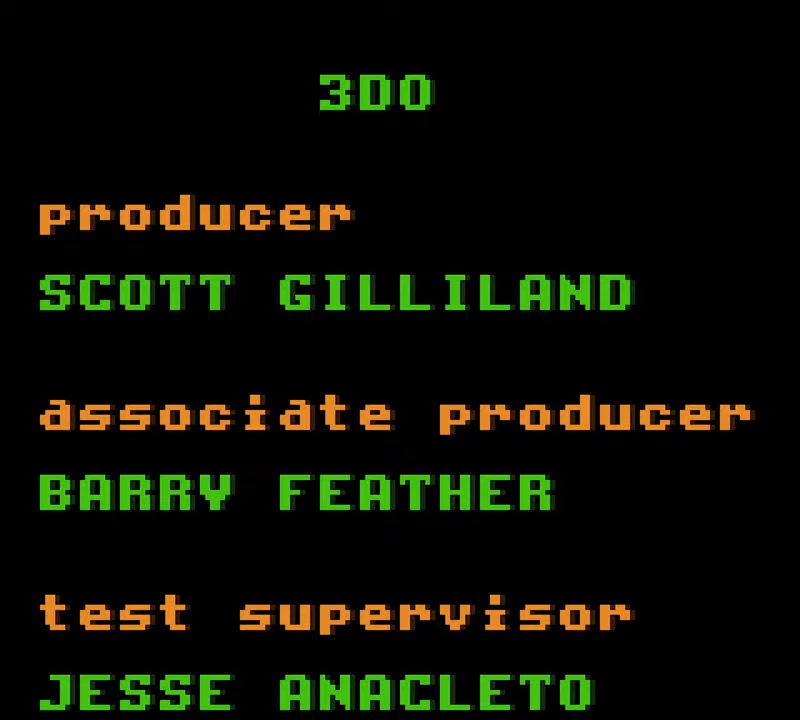 3DO
producer
SCOTT GILLILAND
associate producer
BARRY FEATHER
test supervisor
JESSE ANACLETO